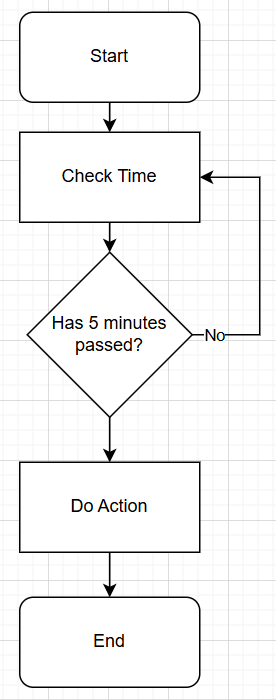 Start
Check Time
Has 5 minutes
passed?
No
Do Action
End